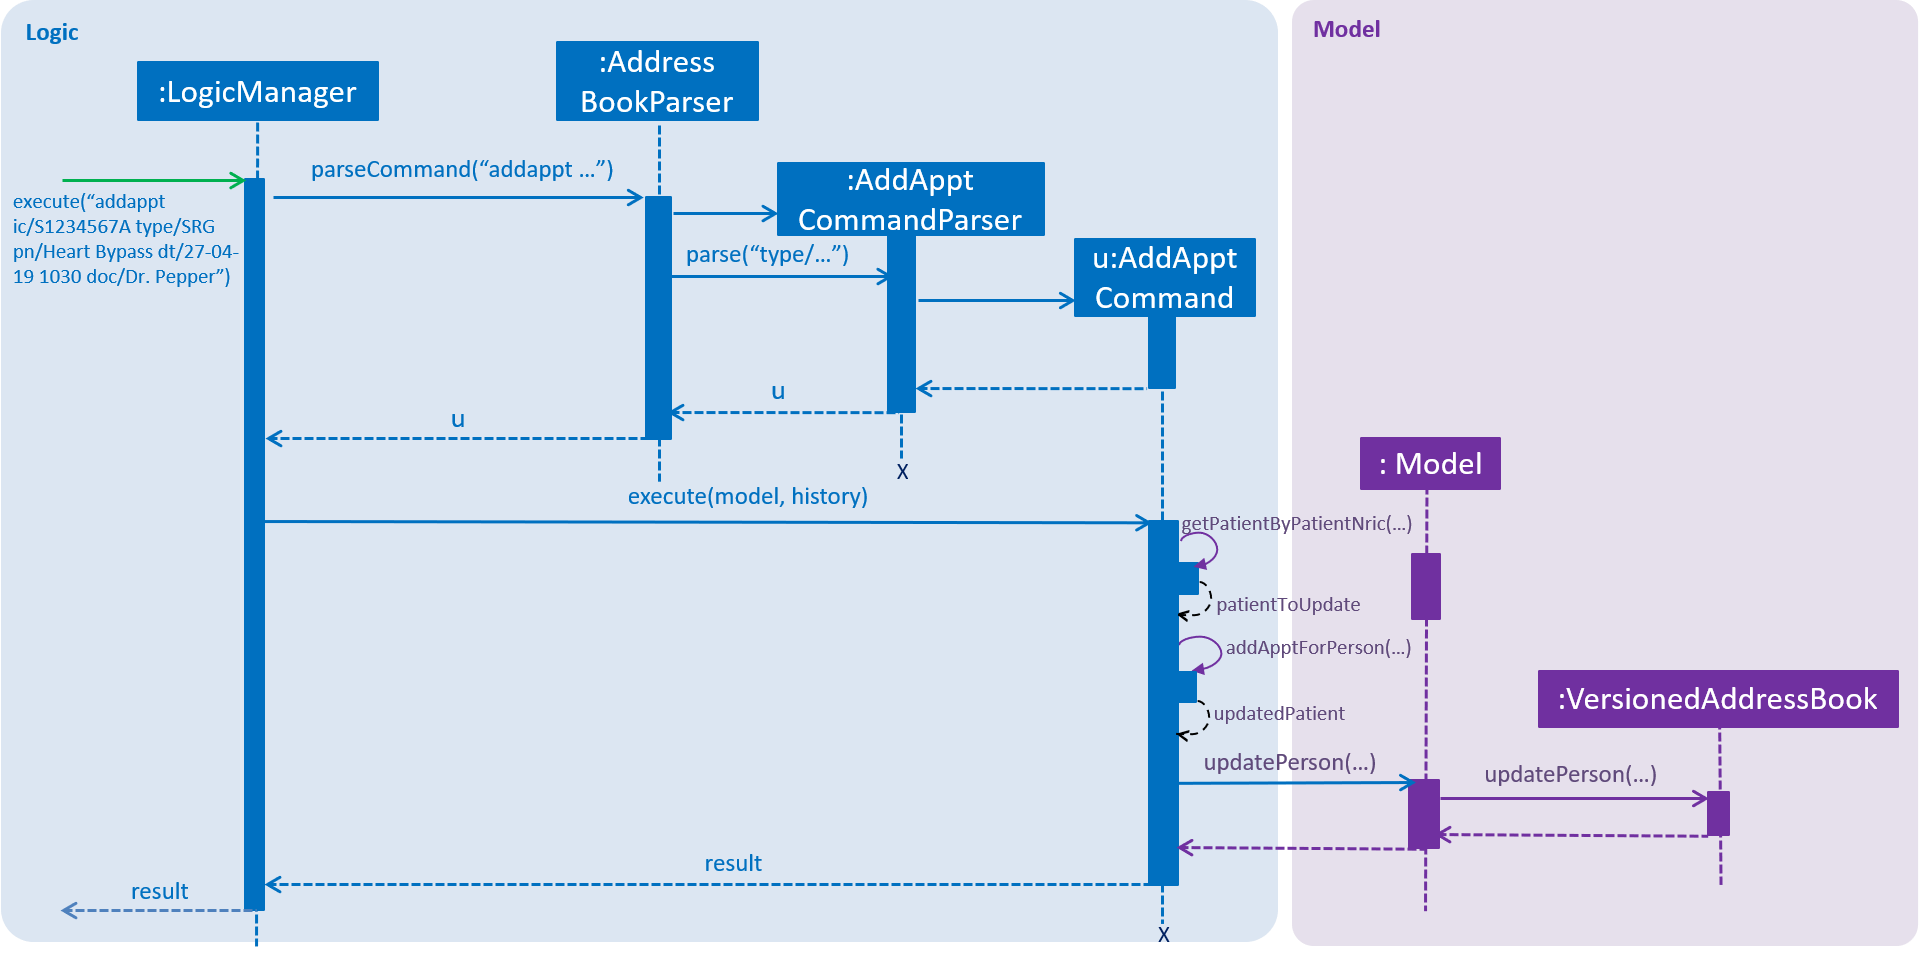 Logic
Model
:LogicManager
:Address
BookParser
parseCommand(“addappt …”)
:AddAppt
CommandParser
execute(“addappt
ic/S1234567A type/SRG
pn/Heart Bypass dt/27-04-
19 1030 doc/Dr. Pepper”)
parse(“type/…”)
u:AddAppt
Command
u
u
X
: Model
execute(model, history)
getPatientByPatientNric(…)
patientToUpdate
addApptForPerson(…)
:VersionedAddressBook
updatedPatient
updatePerson(…)
updatePerson(…)
result
result
X